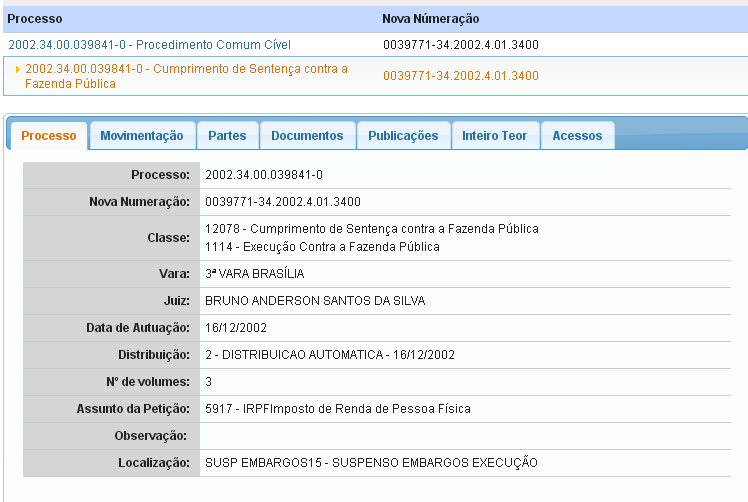 Processo Nova Númeração
2002.34.00.039841-0 - Procedimento Comum Cível 0039771-34.2002.4.01.3400
2002.34.00.039841-0 - Cumprimento de Sentença contra a
Fazenda Pública 0039771-34.2002.4.01.3400
Processo Movimentação Partes Documentos Publicações Inteiro Teor Acessos
Processo: 2002.34.00.039841-0
Nova Numeração: 0039771-34.2002.4.01.3400
Classe: 12078 - Cumprimento de Sentença contra a Fazenda Pública
1114 - Execução Contra a Fazenda Pública
Vara: 3ª VARA BRASÍLIA
Juiz: BRUNO ANDERSON SANTOS DA SILVA
Data de Autuação: 16/12/2002
Distribuição: 2 - DISTRIBUICAO AUTOMATICA - 16/12/2002
Nº de volumes: 3
Assunto da Petição: 5917 - IRPFImposto de Renda de Pessoa Física
Observação:
Localização: SUSP EMBARGOS15 - SUSPENSO EMBARGOS EXECUÇÃO